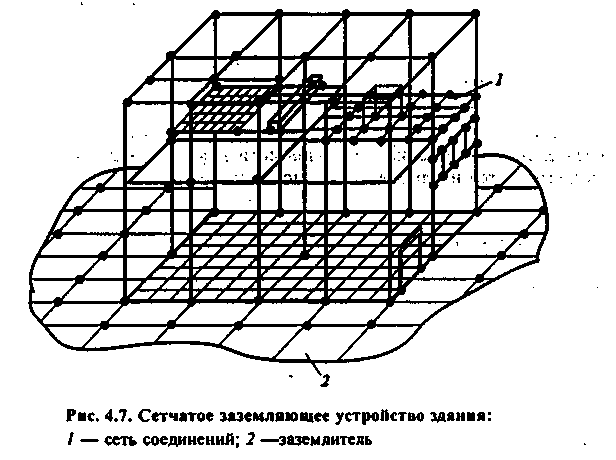 1
2
Рис. 4.7. Сетчатое заземляющее устройство здания:
1 — сеть соединений; 2 —заземлитель